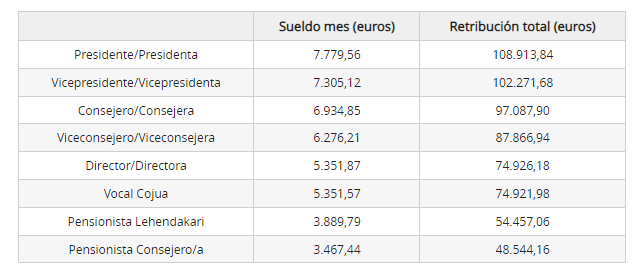 Sueldo mes (euros) Retribución total (euros)
Presidente/Presidenta 7.779,56 108.913,84
Vicepresidente/Vicepresidenta 7.305,12 102.271,68
Consejero/Consejera 6.934,85 97.087,90
Viceconsejero/Viceconsejera 6.276,21 87.866,94
Director/Directora 5.351,87 74.926,18
Vocal Cojua 5.351,57 74.921,98
Pensionista Lehendakari 3.889,79 54.457,06
Pensionista Consejero/a 3.467,44 48.544,16